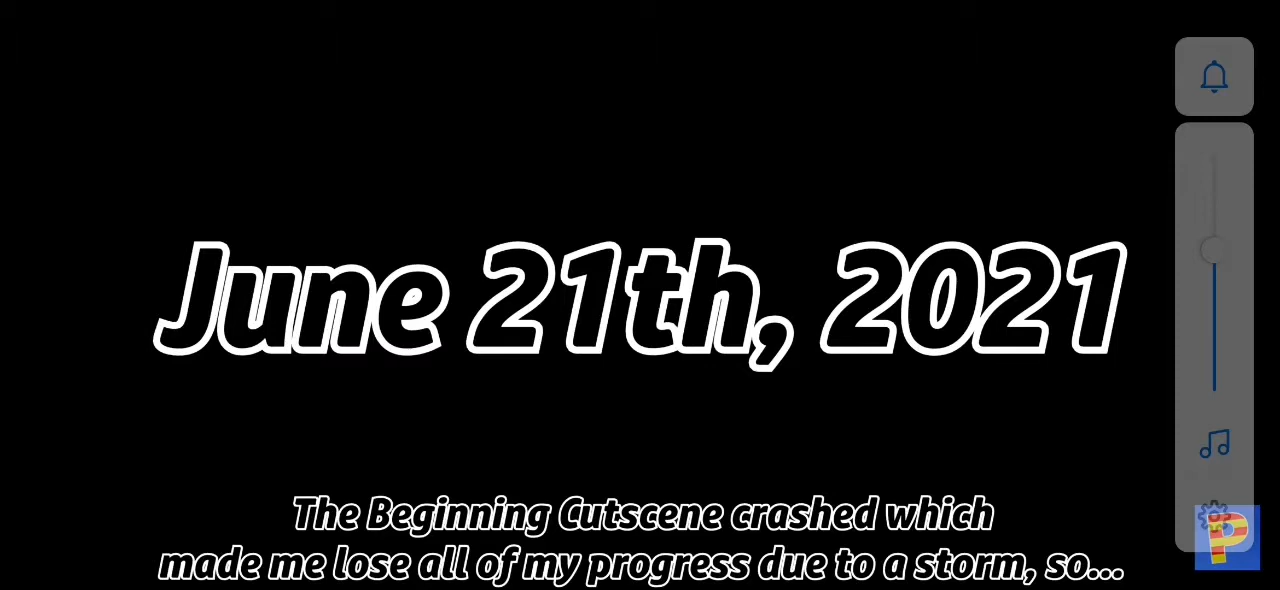 June 21th, 2021
The Beginning Cutscene crashed which
made me lose all of my progress due to a storm, so...
P